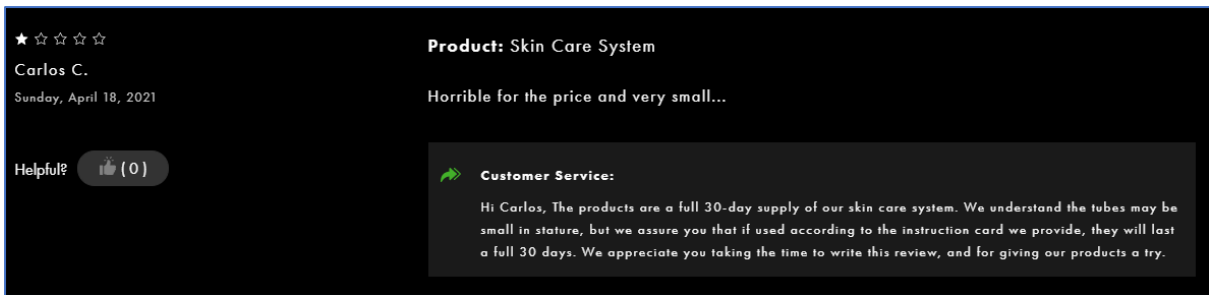 Carlos C.
Sunday, April 18, 2021
Helpful?
(0)
Product: Skin Care System
Horrible for the price and very small...
Customer Service:
Hi Carlos, The products are a full 30-day supply of our skin care system. We understand the tubes may be
small in stature, but we assure you that if used according to the instruction card we provide, they will last
a full 30 days. We appreciate you taking the time to write this review, and for giving our products a try.